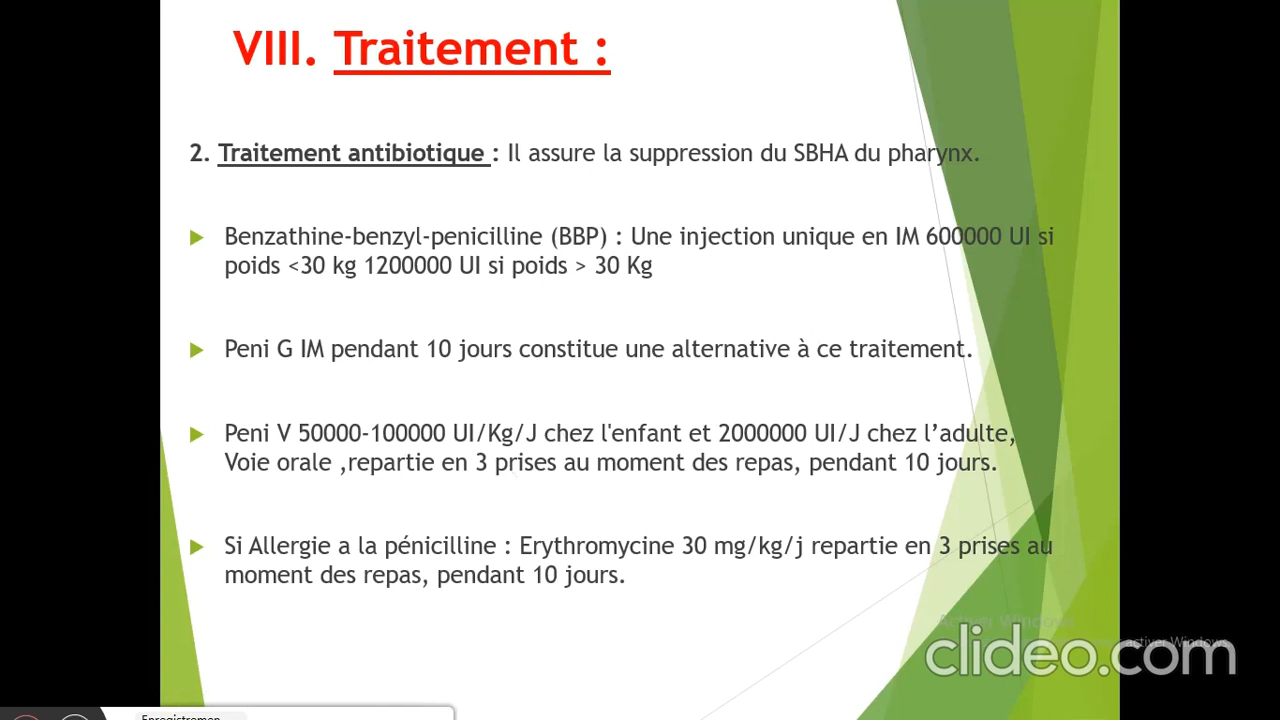 VIII. Traitement :
2. Traitement antibiotique : Il assure la suppression du SBHA du pharynx.
Benzathine-benzyl-penicilline (BBP) : Une injection unique en IM 600000 UI si
poids <30 kg 1200000 UI si poids > 30 Kg
Peni G IM pendant 10 jours constitue une alternative à ce traitement.
Peni V 50000-100000 UI/Kg/J chez l'enfant et 2000000 UI/J chez l’adulte,
Voie orale ,repartie en 3 prises au moment des repas, pendant 10 jours.
Si Allergie a la pénicilline : Erythromycine 30 mg/kg/j repartie en 3 prises au
moment des repas, pendant 10 jours.
Activer Windows
activer Windows
clideo.com